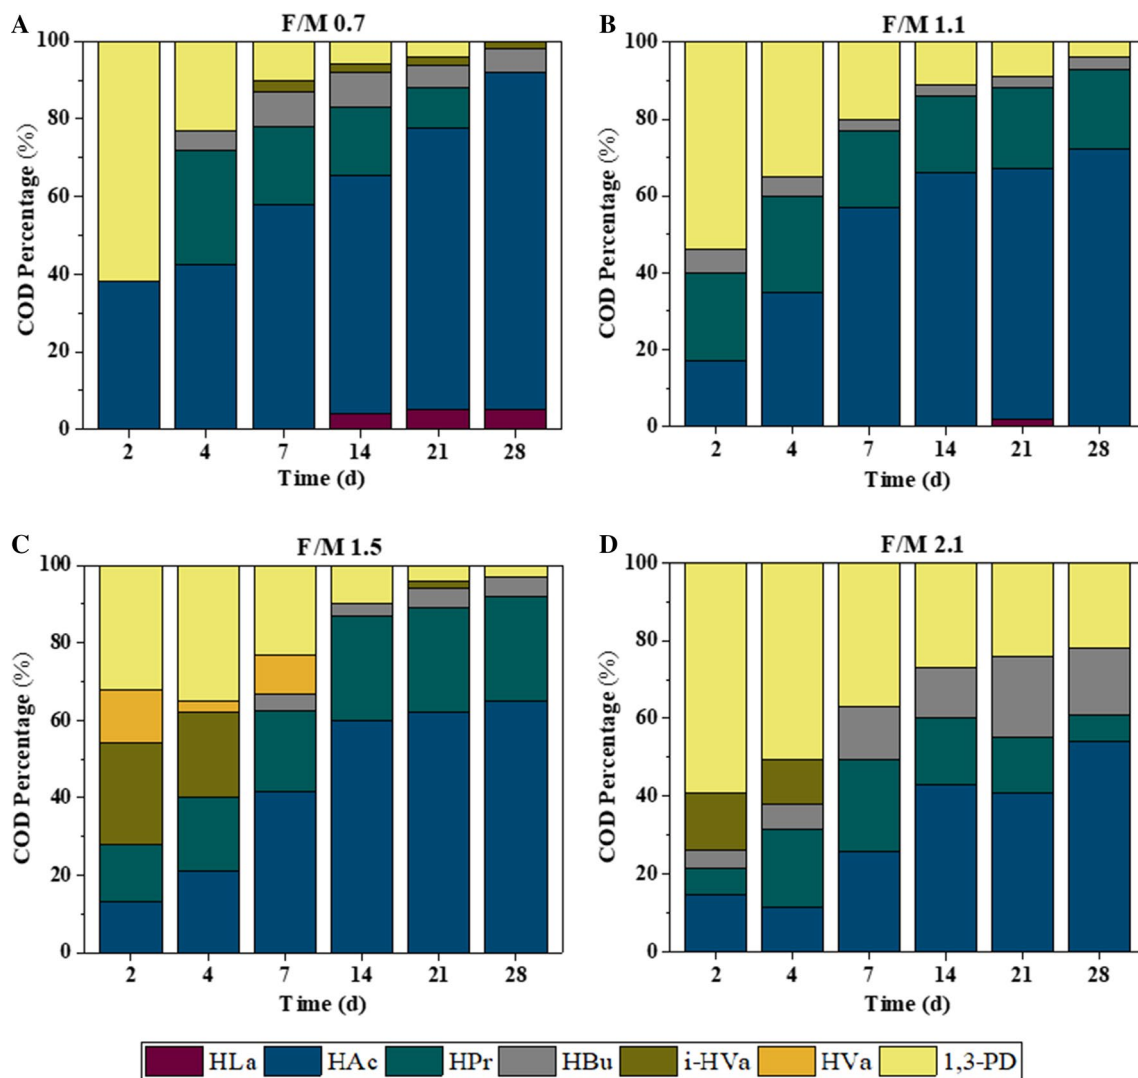 A
F/M 0.7
COD Percentage (%)
100
80
60
40
20
0
2 4 7 14 21 28
Time (d)
B
F/M 1.1
COD Percentage (%)
100
80
60
40
20
0
2 4 7 14 21 28
Time (d)
C
F/M 1.5
COD Percentage (%)
100
80
60
40
20
0
2 4 7 14 21 28
Time (d)
D
F/M 2.1
COD Percentage (%)
100
80
60
40
20
0
2 4 7 14 21 28
Time (d)
HLa HAc HPr HBu i-HVa HVa 1,3-PD